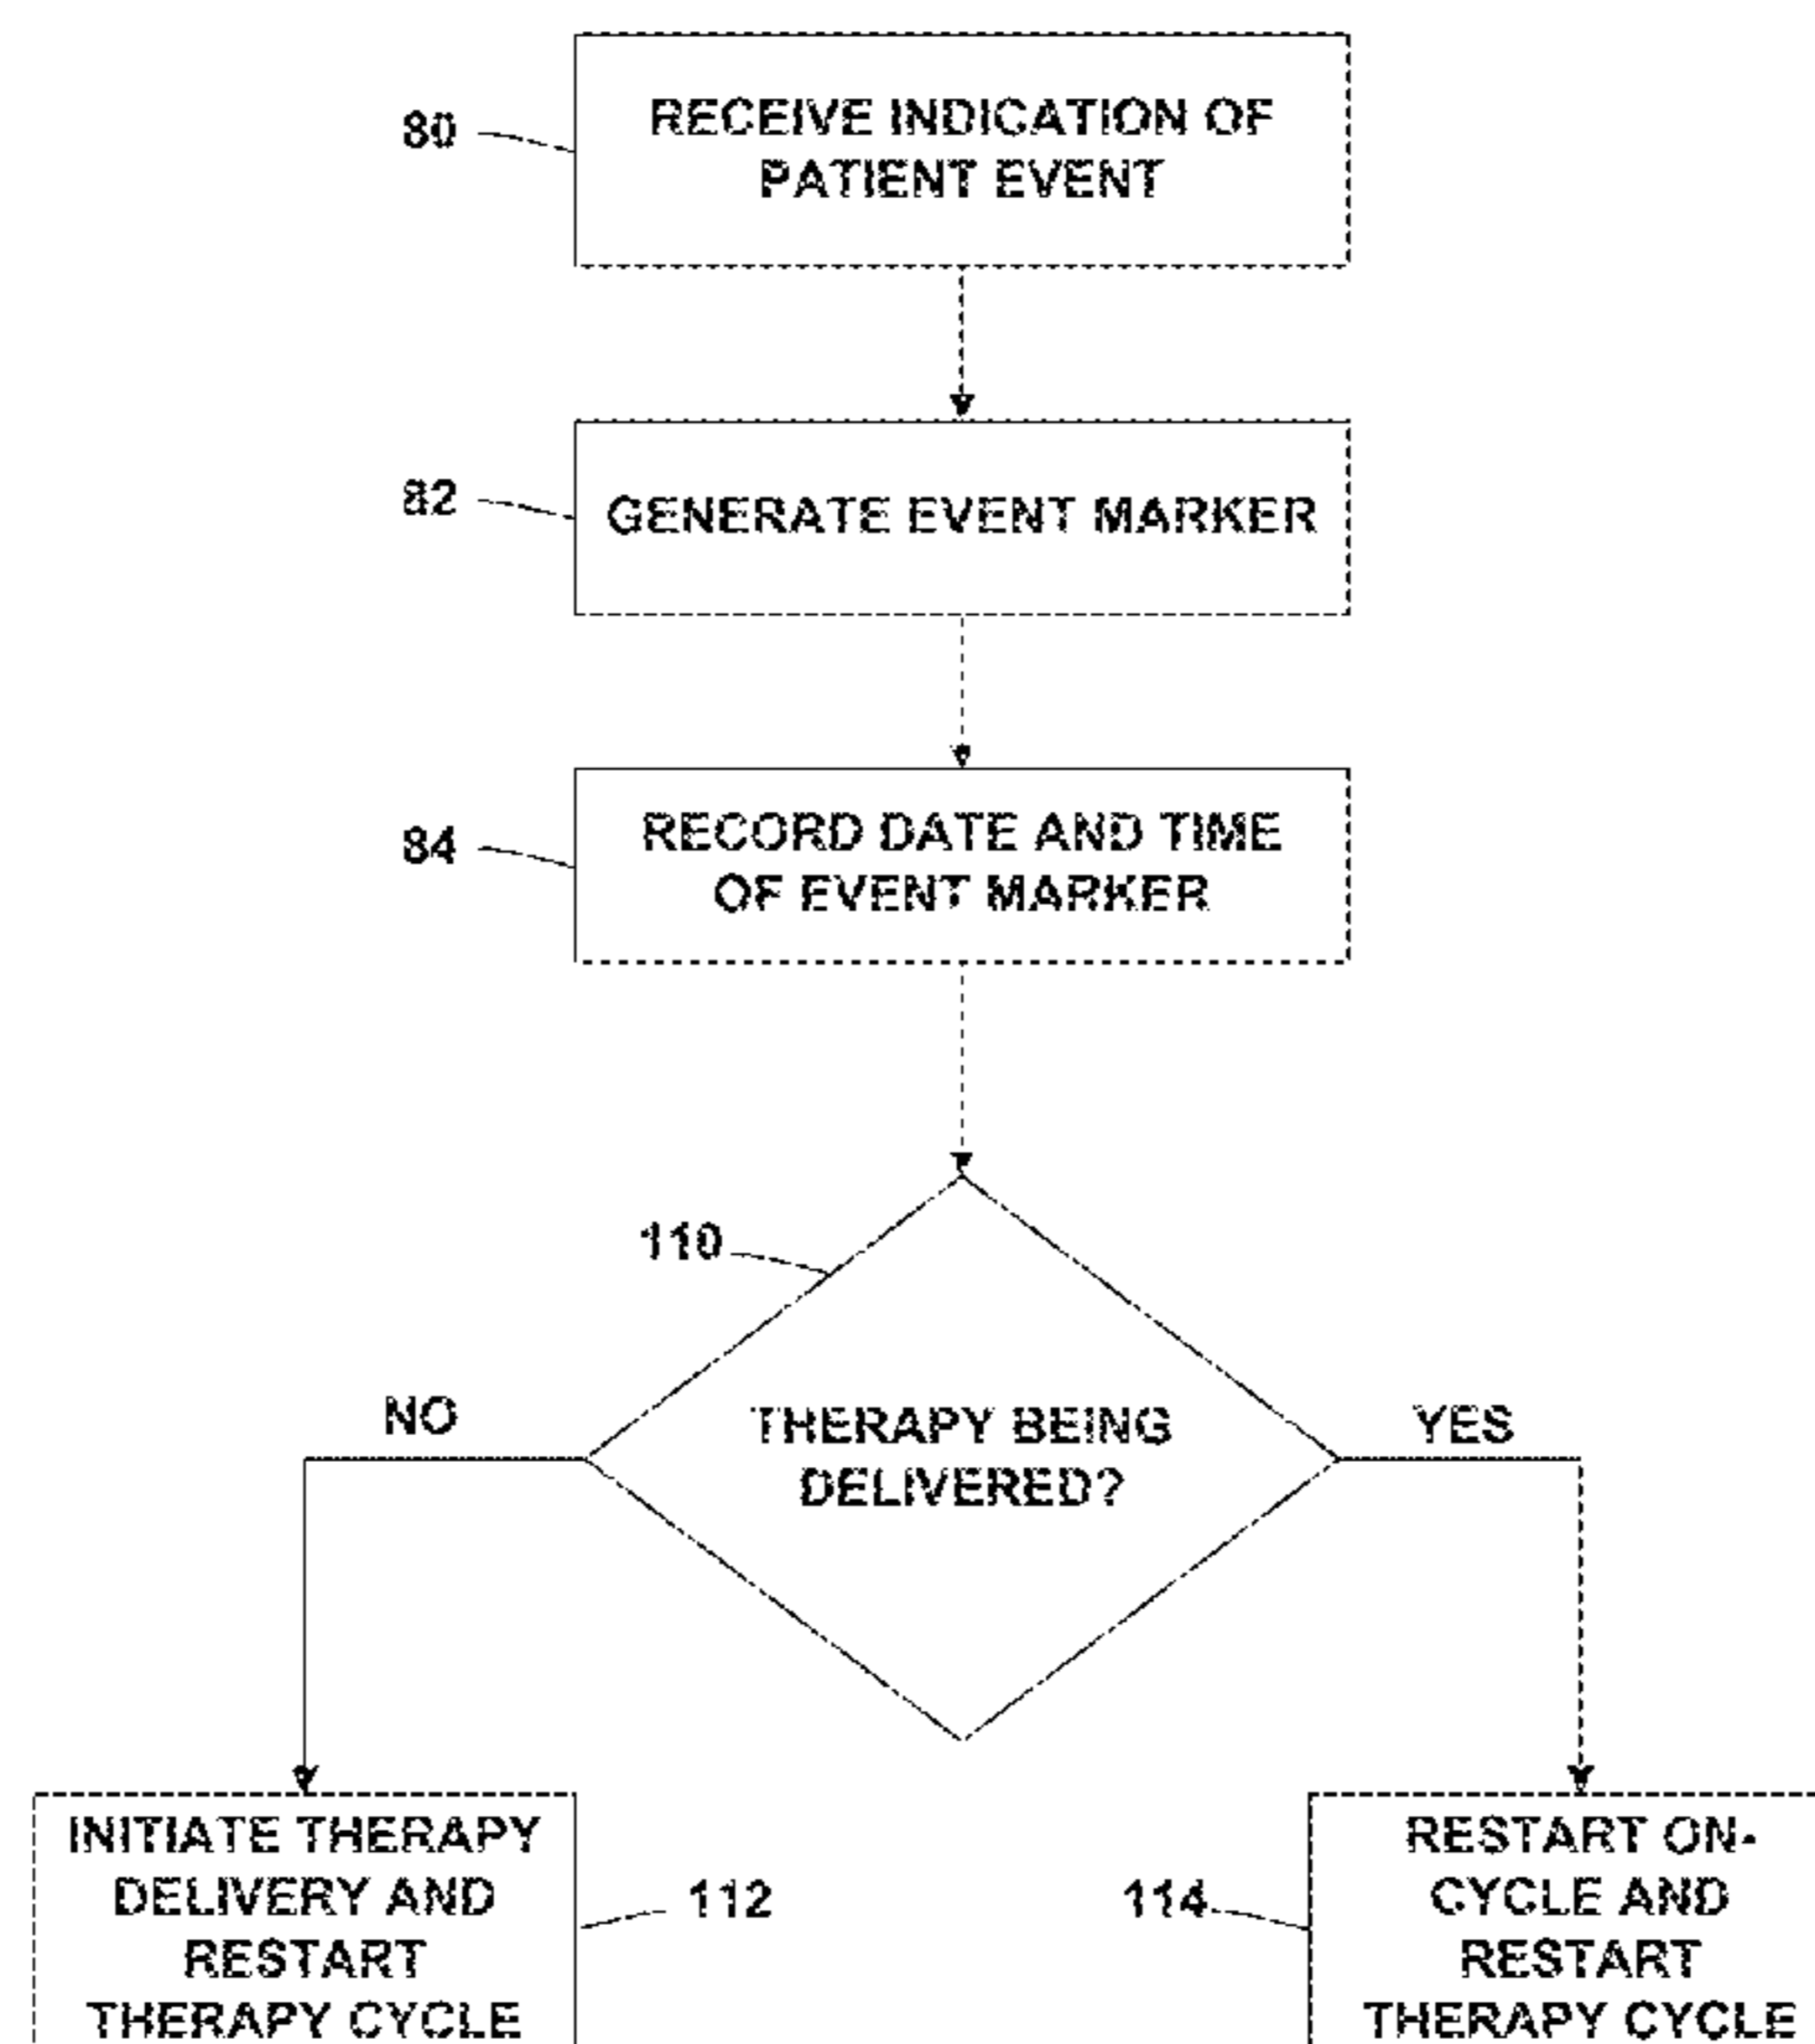 80
RECEIVE INDICATION OF
PATIENT EVENT
82
GENERATE EVENT MARKER
84
RECORD DATE AND TIME
OF EVENT MARKER
110
NO
THERAPY BEING
DELIVERED?
YES
INITIATE THERAPY
DELIVERY AND
RESTART
THERAPY CYCLE
112
114
RESTART ON-
CYCLE AND
RESTART
THERAPY CYCLE